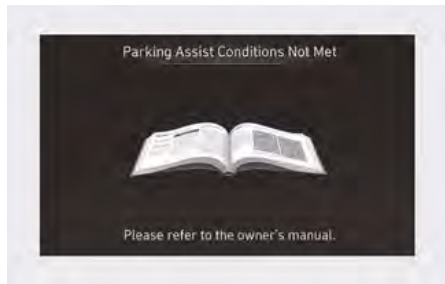 Parking Assist Conditions Not Met
Please refer to the owner's manual.